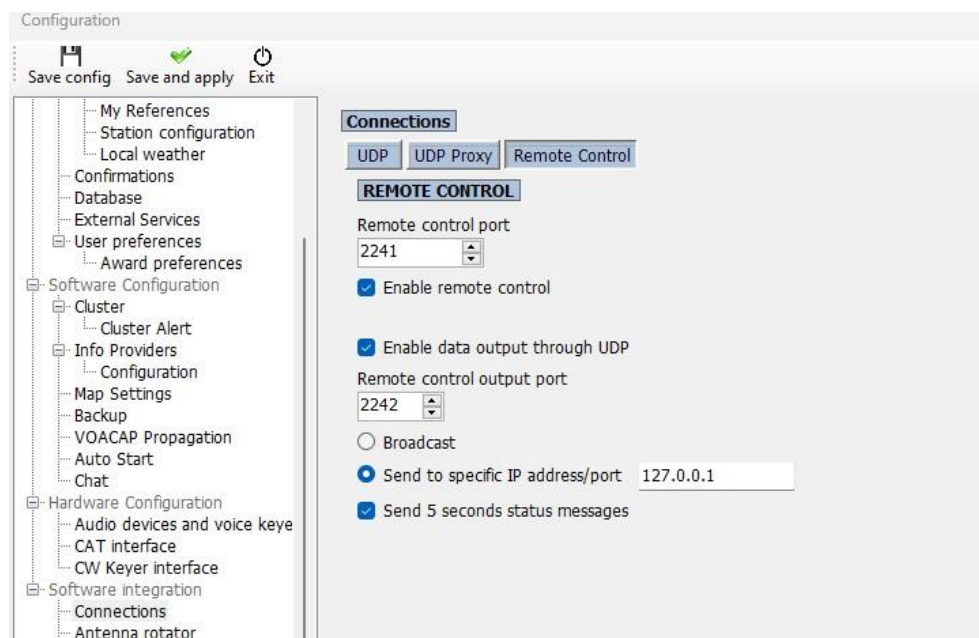 Configuration
Save config Save and apply Exit
My References
Station configuration
Local weather
Confirmations
Database
External Services
User preferences
Award preferences
Software Configuration
Cluster
Cluster Alert
Info Providers
Configuration
Map Settings
Backup
VOACAP Propagation
Auto Start
Chat
Hardware Configuration
Audio devices and voice keye
CAT interface
CW Keyer interface
Software integration
Connections
Antenna rotator
Connections
UDP UDP Proxy Remote Control
REMOTE CONTROL
Remote control port
2241
Enable remote control
Enable data output through UDP
Remote control output port
2242
Broadcast
Send to specific IP address/port 127.0.0.1
Send 5 seconds status messages